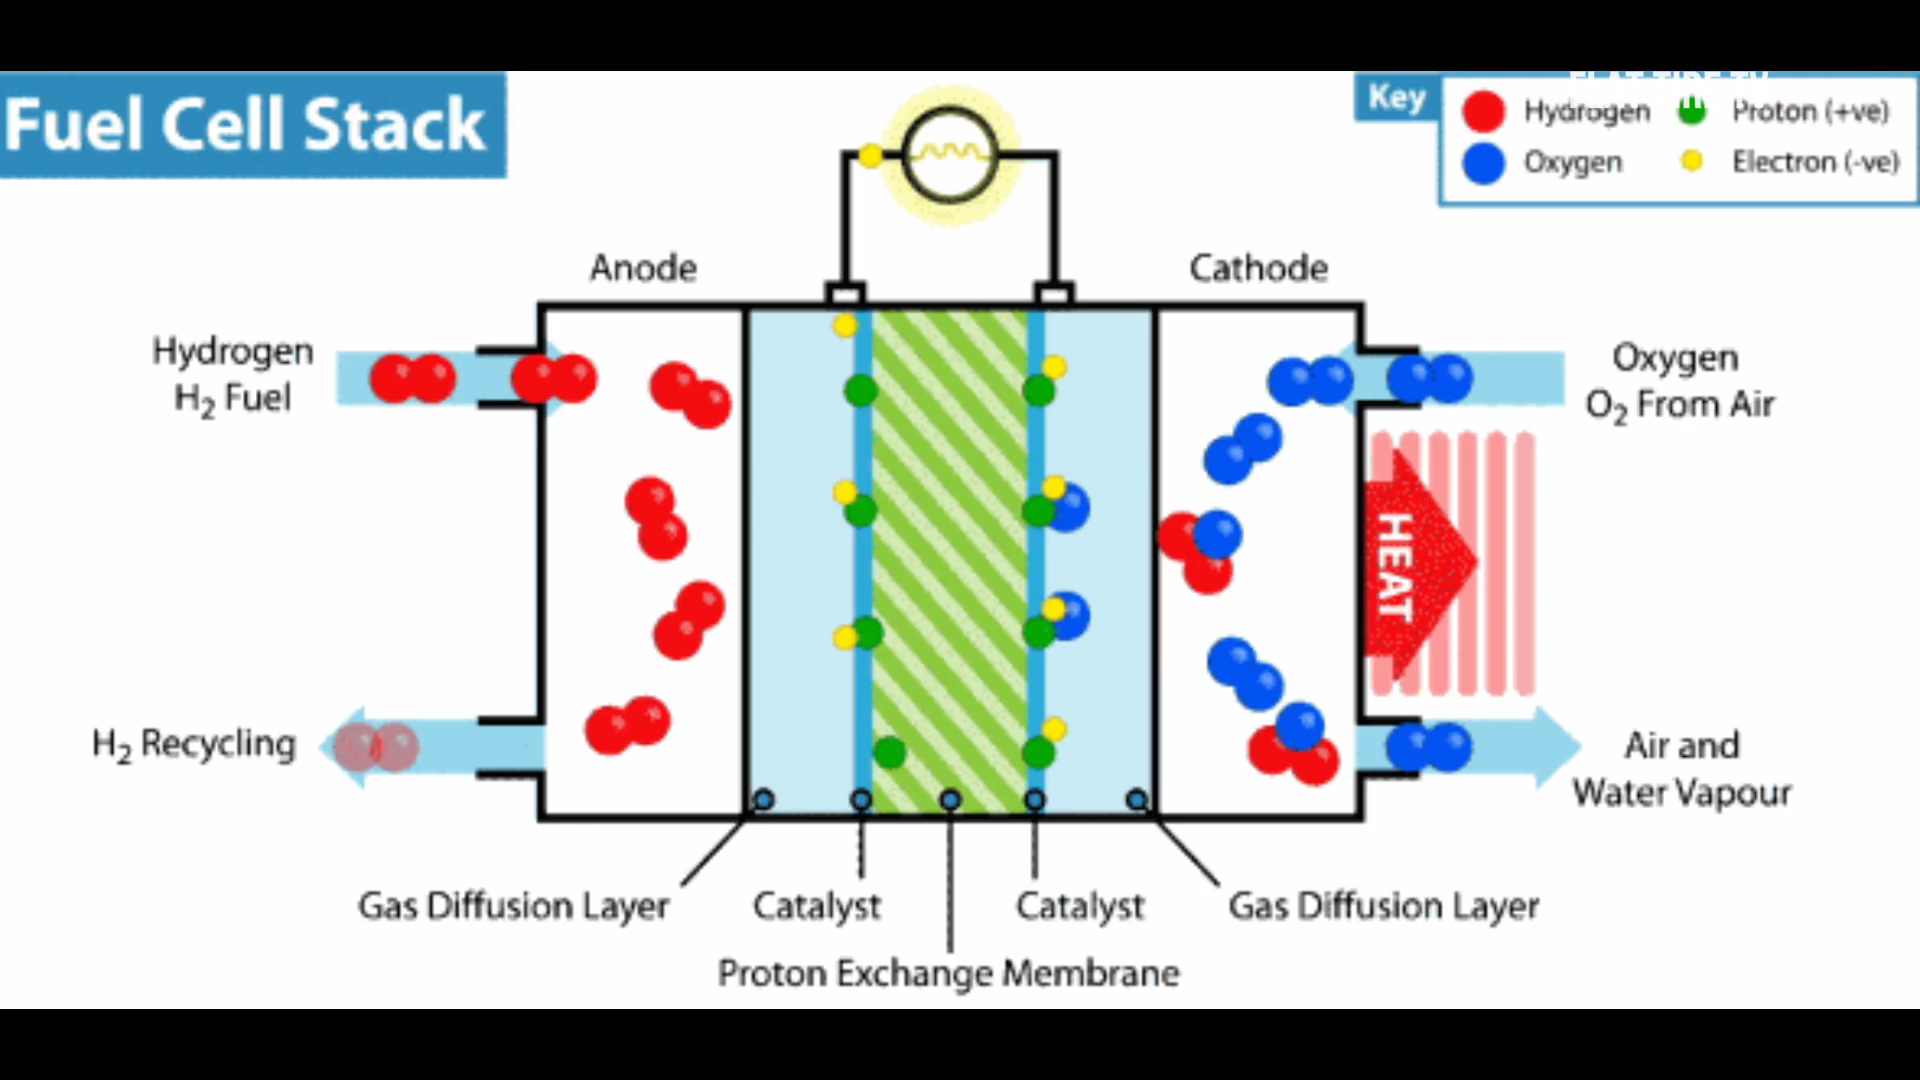 Fuel Cell Stack
Key
Hydrogen
Proton (+ve)
Oxygen
Electron (-ve)
Anode
Cathode
Hydrogen
H₂ Fuel
Oxygen
O₂ From Air
HEAT
H₂ Recycling
Air and
Water Vapour
Gas Diffusion Layer
Catalyst
Catalyst
Gas Diffusion Layer
Proton Exchange Membrane